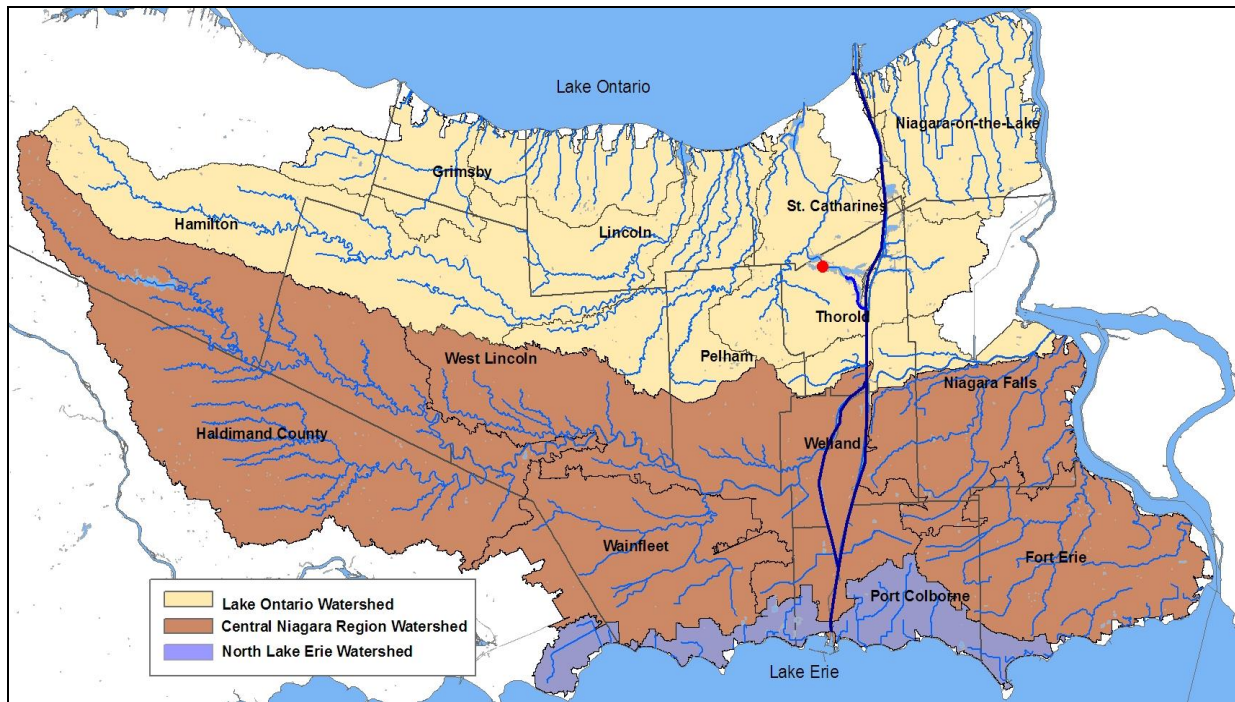 Lake Ontario
Niagara-on-the-Lake
Grimsby
St. Catharines
Hamilton
Lincoln
Thorold
West Lincoln
Pelham
Niagara Falls
Haldimand County
Welland
Wainfleet
Fort Erie
Port Colborne
Lake Ontario Watershed
Central Niagara Region Watershed
North Lake Erie Watershed
Lake Erie